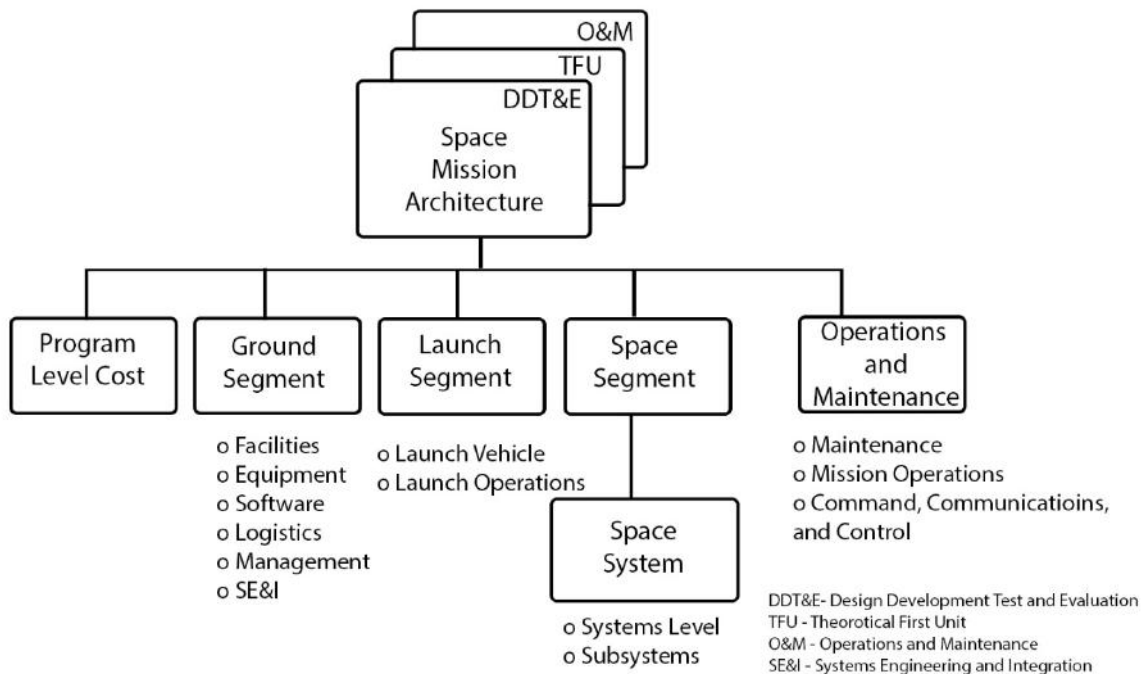 O&M
TFU
DDT&E
Space
Mission
Architecture
Program
Level Cost
Ground
Segment
Launch
Segment
Space
Segment
Operations
and
Maintenance
o Facilities
o Equipment
o Software
o Logistics
o Management
o SE&I
o Launch Vehicle
o Launch Operations
Space
System
o Systems Level
o Subsystems
o Maintenance
o Mission Operations
o Command, Communicatioins,
and Control
DDT&E- Design Development Test and Evaluation
TFU - Theorotical First Unit
O&M - Operations and Maintenance
SE&I - Systems Engineering and Integration